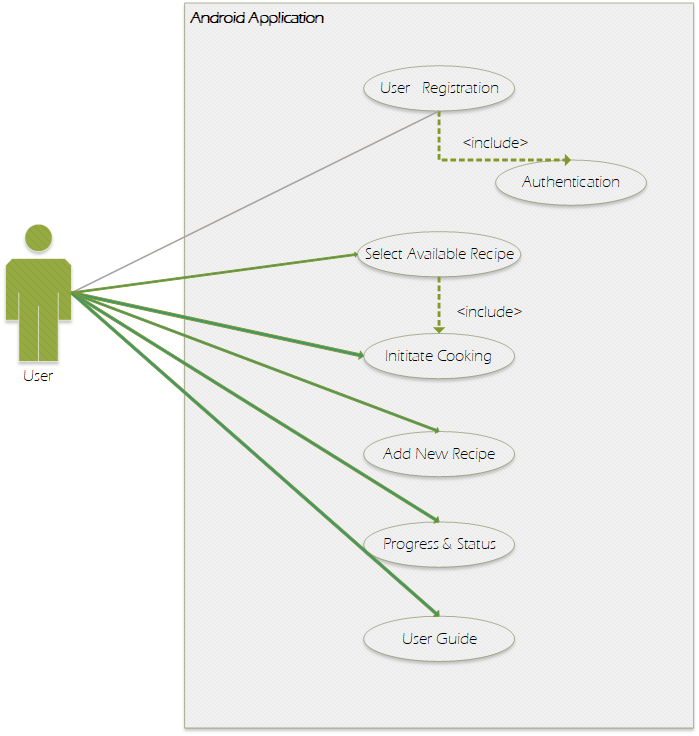 Android Application
User Registration
<include>
Authentication
Select Available Recipe
<include>
Inititate Cooking
User
Add New Recipe
Progress & Status
User Guide